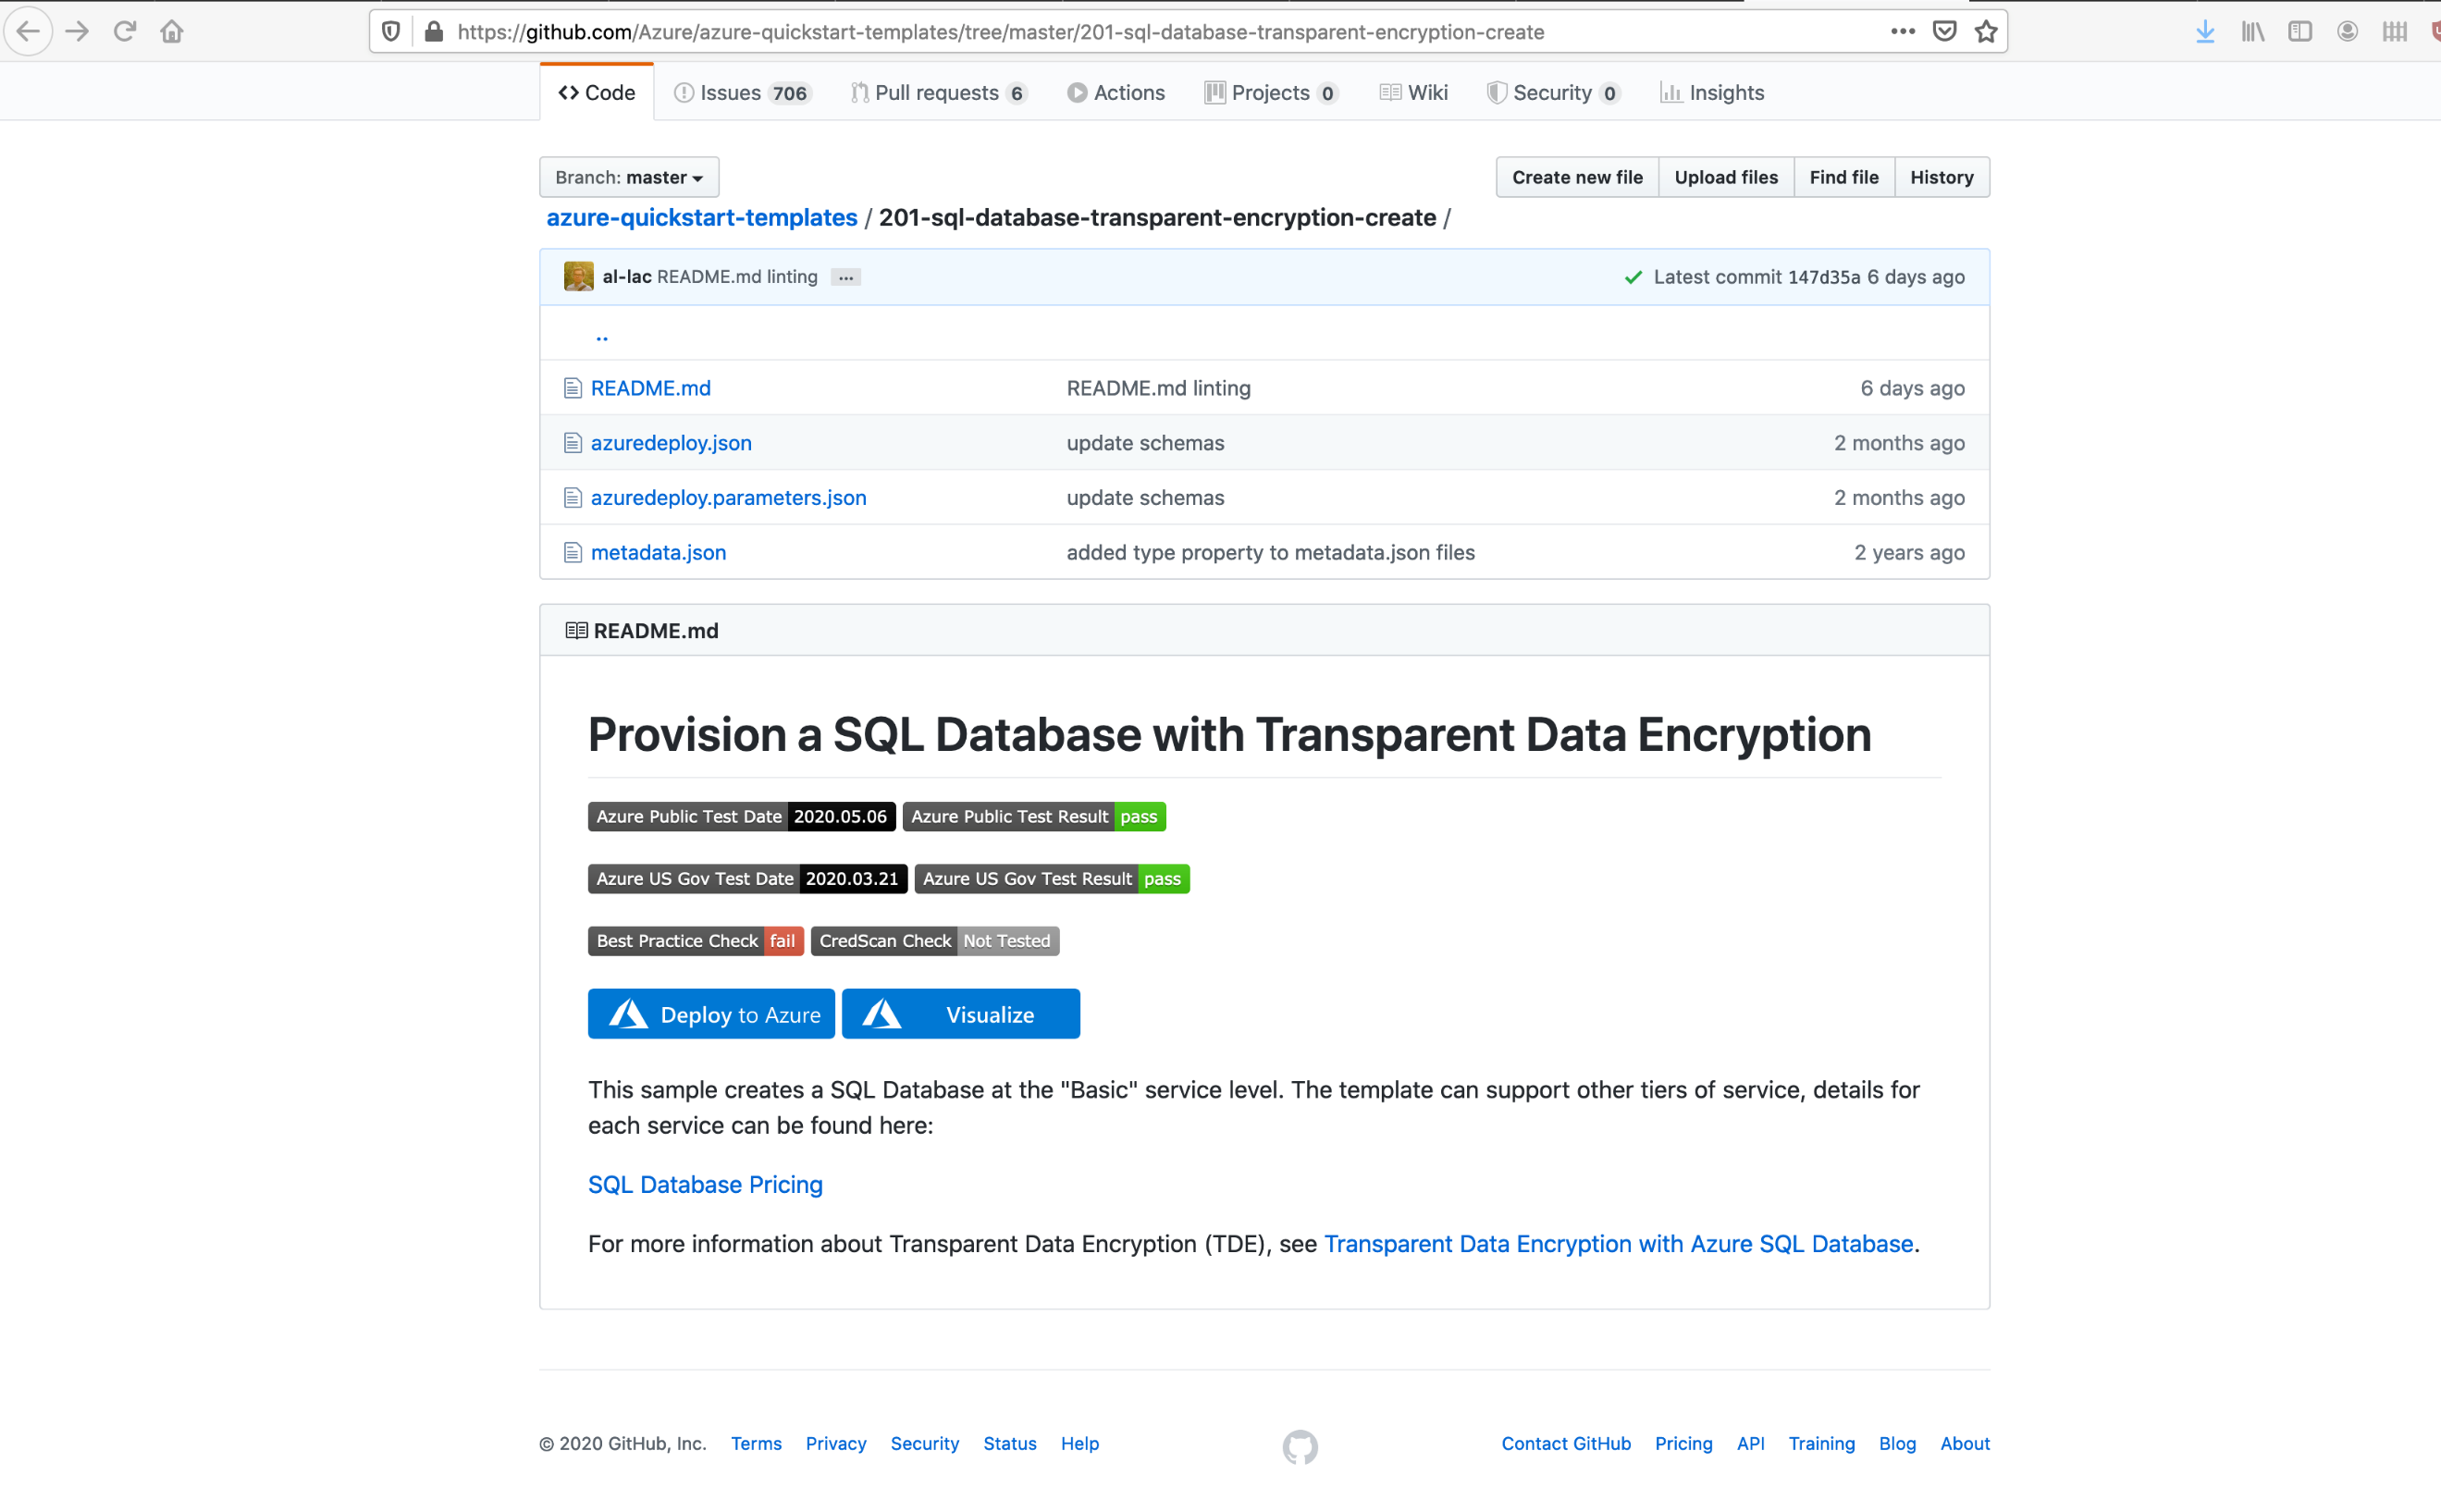 https://github.com/Azure/azure-quickstart-templates/tree/master/201-sql-database-transparent-encryption-create
Code Issues 706 Pull requests 6 Actions Projects 0 Wiki Security 0 Insights
Branch: master Create new file Upload files Find file History
azure-quickstart-templates / 201-sql-database-transparent-encryption-create /
al-lac README.md linting ... Latest commit 147d35a 6 days ago
..
README.md README.md linting 6 days ago
azuredeploy.json update schemas 2 months ago
azuredeploy.parameters.json update schemas 2 months ago
metadata.json added type property to metadata.json files 2 years ago
README.md
Provision a SQL Database with Transparent Data Encryption
Azure Public Test Date 2020.05.06 Azure Public Test Result pass
Azure US Gov Test Date 2020.03.21 Azure US Gov Test Result pass
Best Practice Check fail CredScan Check Not Tested
Deploy to Azure Visualize
This sample creates a SQL Database at the "Basic" service level. The template can support other tiers of service, details for
each service can be found here:
SQL Database Pricing
For more information about Transparent Data Encryption (TDE), see Transparent Data Encryption with Azure SQL Database.
© 2020 GitHub, Inc. Terms Privacy Security Status Help Contact GitHub Pricing API Training Blog About